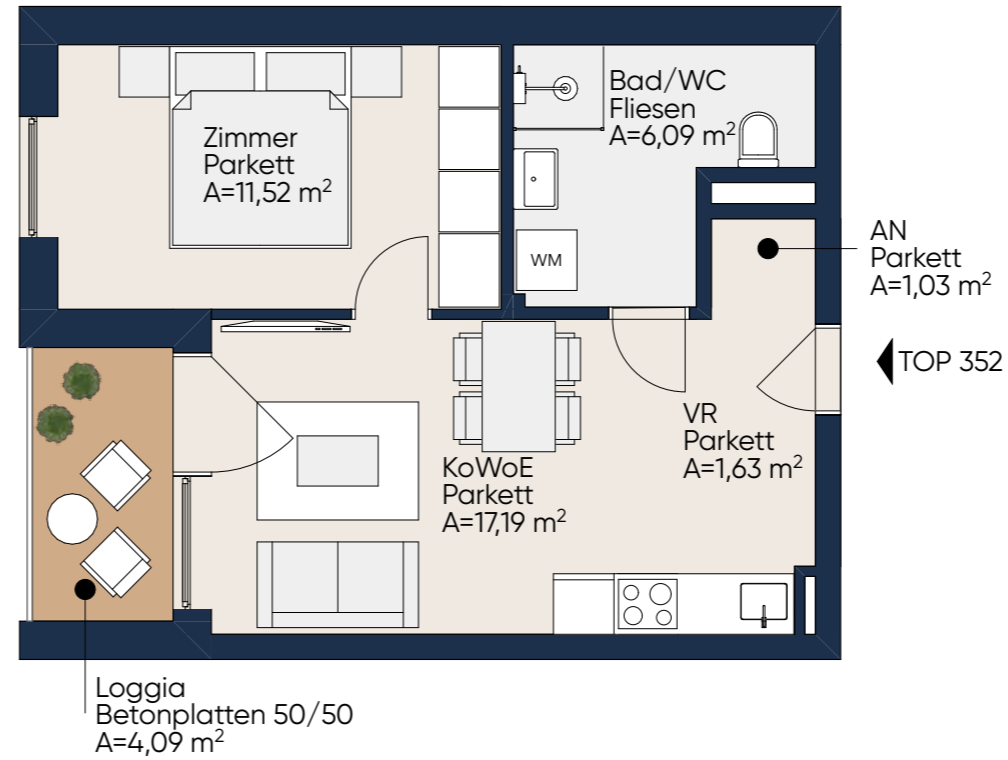 Zimmer
Parkett
A=11,52 m²
Bad/WC
Fliesen
A=6,09 m²
WM
AN
Parkett
A=1,03 m²
TOP 352
VR
Parkett
A=1,63 m²
KoWoE
Parkett
A=17,19 m²
Loggia
Betonplatten 50/50
A=4,09 m²